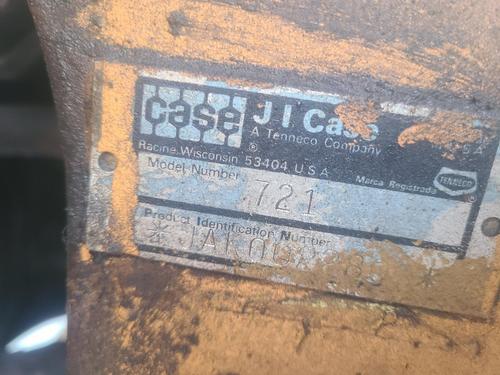 case J I Case
A Tenneco Company U S A
®
Racine, Wisconsin 53404 U.S.A.
Marca Registrada TENNECO
Model Number 721
Product Identification Number